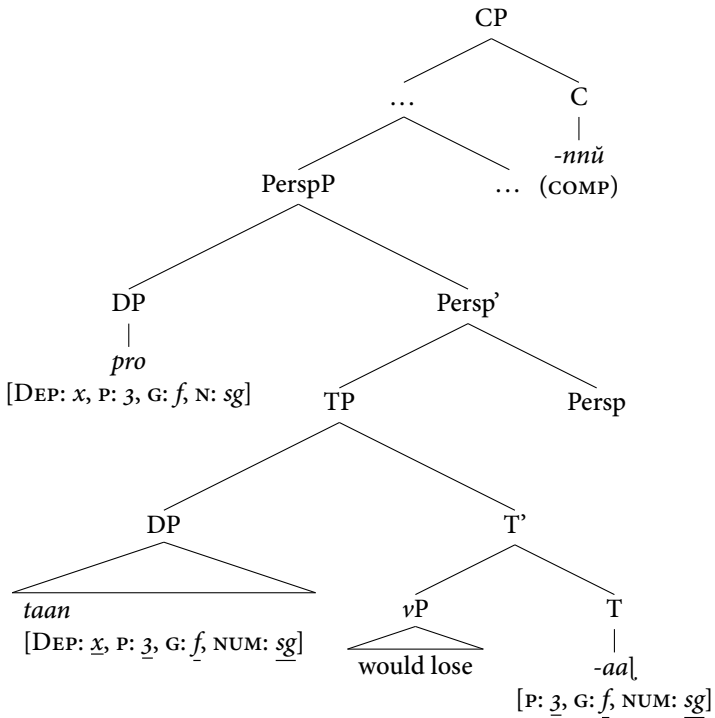 CP
… C
-nnŭ
PerspP … (COMP)
DP Persp’
pro
[DEP: x, P: 3, G: f, N: sg]
TP Persp
DP T’
taan vP T
[DEP: x, P: 3, G: f, NUM: sg]
would lose -aaɭ
[P: 3, G: f, NUM: sg]